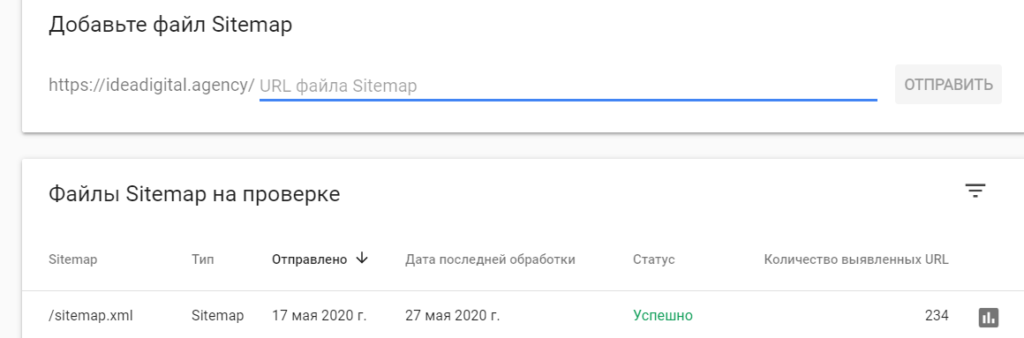 Добавьте файл Sitemap
https://ideadigital.agency/ URL файла Sitemap ОТПРАВИТЬ
Файлы Sitemap на проверке
Sitemap Тип Отправлено Дата последней обработки Статус Количество выявленных URL
/sitemap.xml Sitemap 17 мая 2020 г. 27 мая 2020 г. Успешно 234